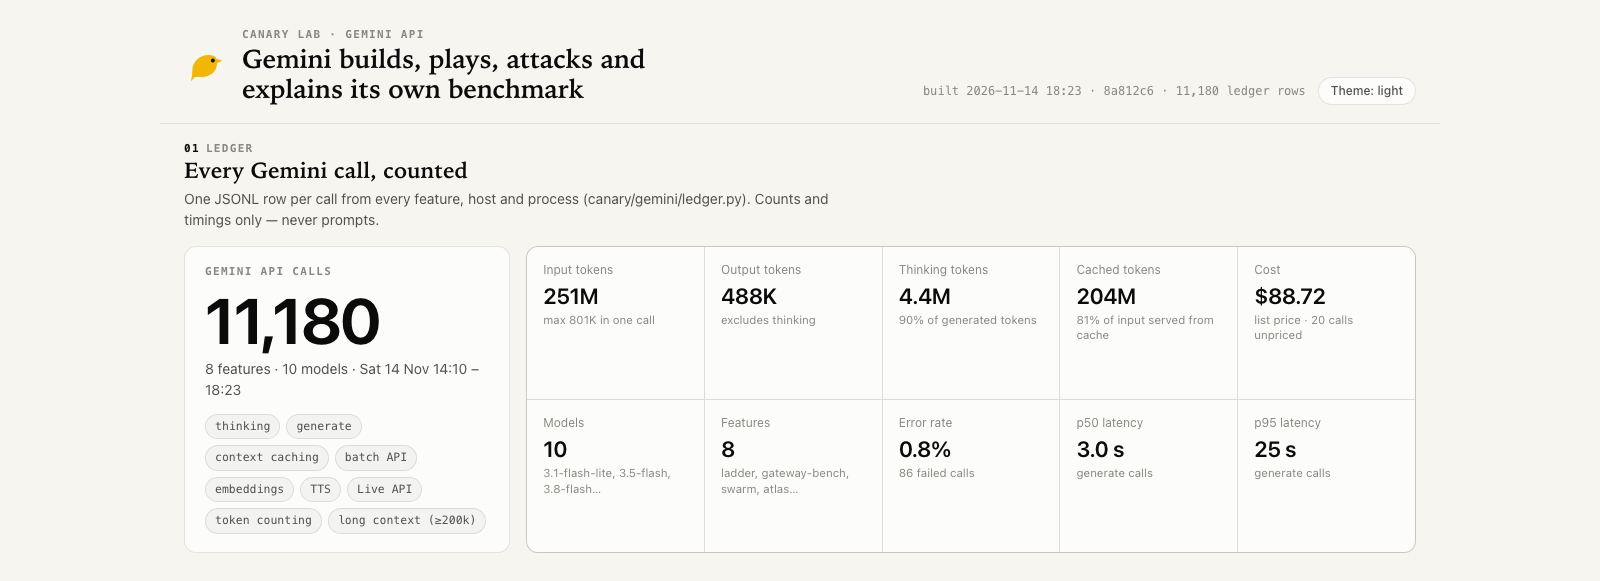 CANARY LAB · GEMINI API
Gemini builds, plays, attacks and
explains its own benchmark
built 2026-11-14 18:23 · 8a812c6 · 11,180 ledger rows
Theme: light
01 LEDGER
Every Gemini call, counted
One JSONL row per call from every feature, host and process (canary/gemini/ledger.py). Counts and
timings only — never prompts.
GEMINI API CALLS
11,180
8 features · 10 models · Sat 14 Nov 14:10 –
18:23
thinking
generate
context caching
batch API
embeddings
TTS
Live API
token counting
long context (≥200k)
Input tokens
251M
max 801K in one call
Output tokens
488K
excludes thinking
Thinking tokens
4.4M
90% of generated tokens
Cached tokens
204M
81% of input served from
cache
Cost
$88.72
list price · 20 calls
unpriced
Models
10
3.1-flash-lite, 3.5-flash,
3.8-flash…
Features
8
ladder, gateway-bench,
swarm, atlas…
Error rate
0.8%
86 failed calls
p50 latency
3.0 s
generate calls
p95 latency
25 s
generate calls